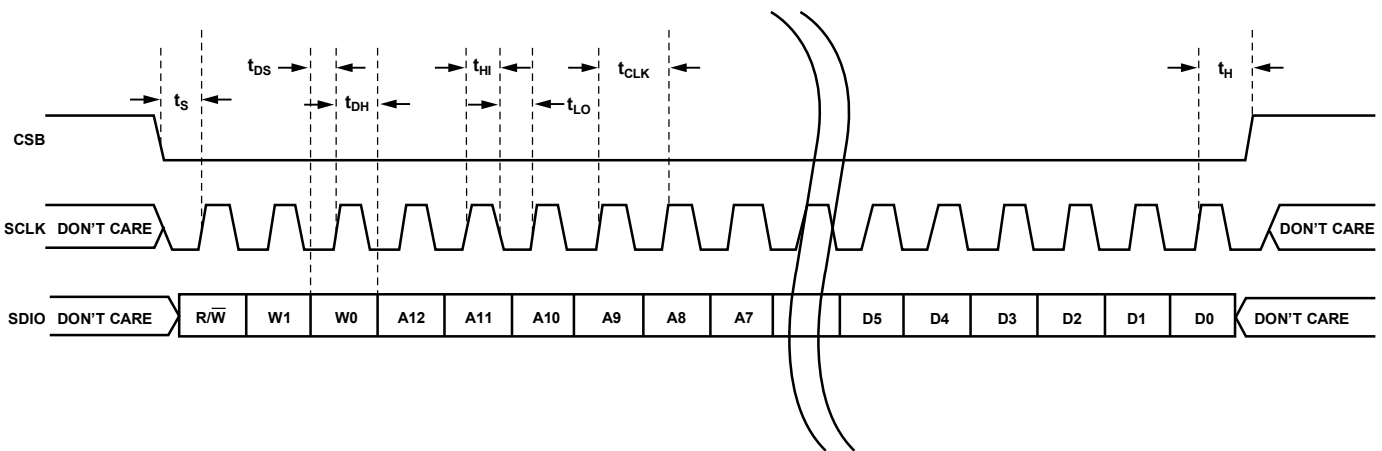 tDS tHI tCLK tH
tS tDH tLO
CSB
SCLK DON'T CARE DON'T CARE
SDIO DON'T CARE R/W̅ W1 W0 A12 A11 A10 A9 A8 A7 D5 D4 D3 D2 D1 D0 DON'T CARE